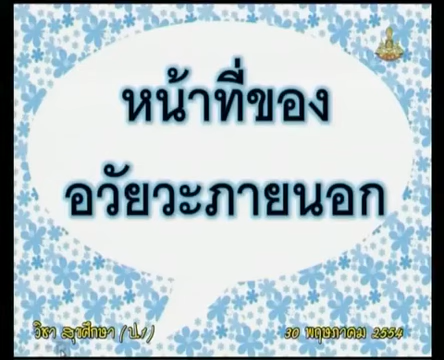 หน้าที่ของ
อวัยวะภายนอก
วิชา สุขศึกษา (ป.1)
30 พฤษภาคม 2554